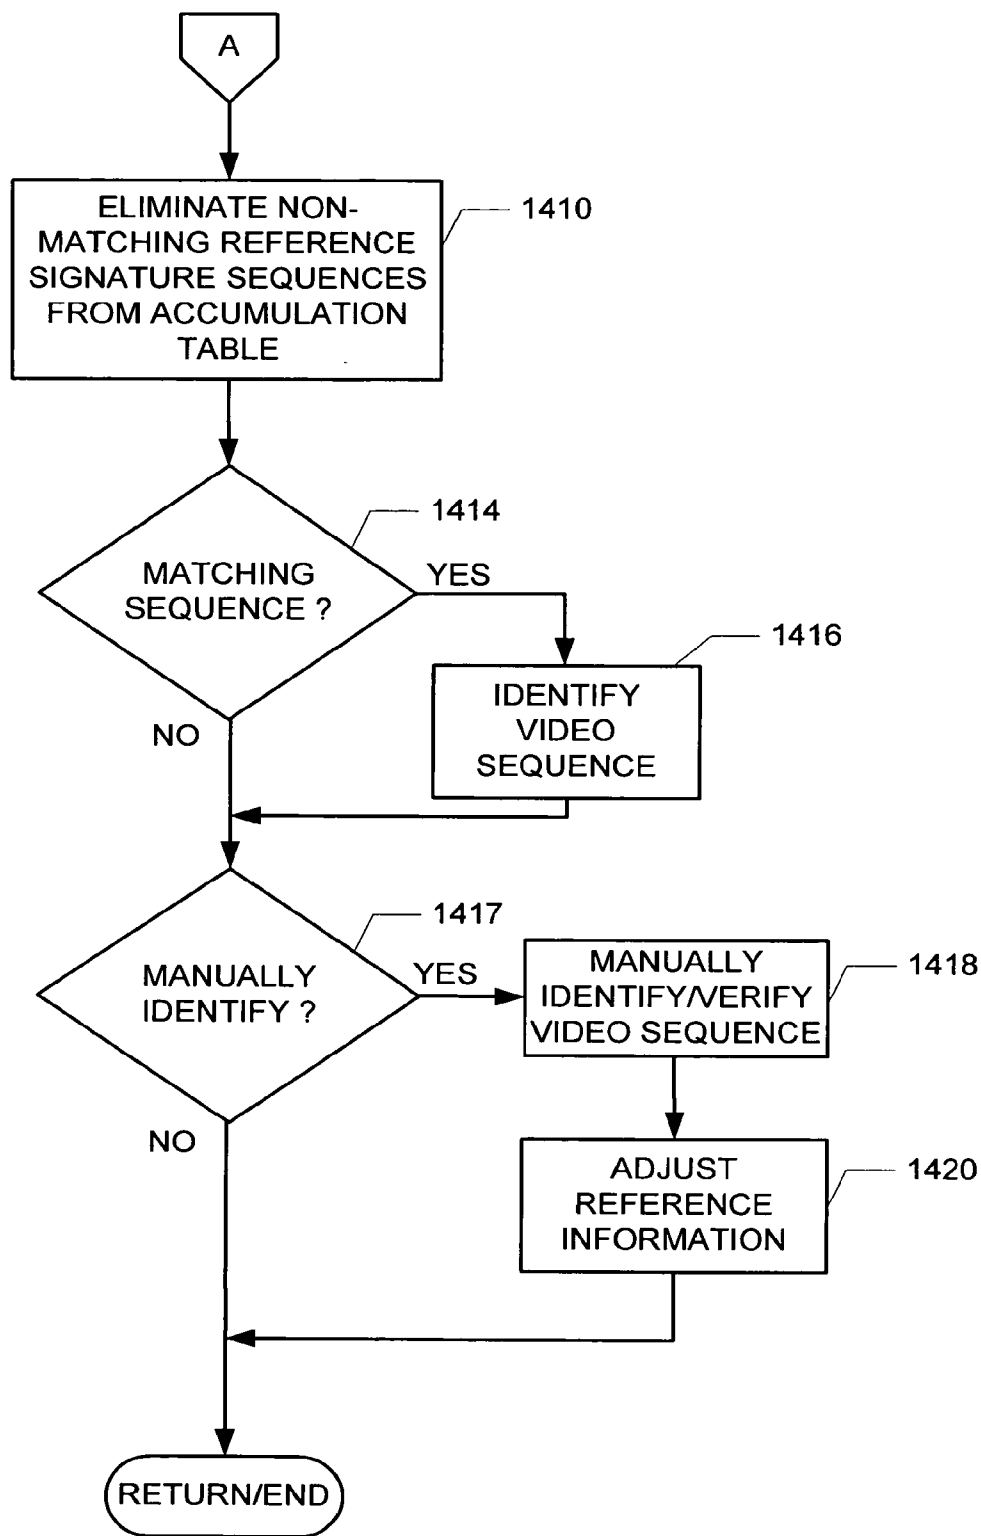 A
ELIMINATE NON-
MATCHING REFERENCE
SIGNATURE SEQUENCES
FROM ACCUMULATION
TABLE
1410
1414
MATCHING
SEQUENCE ?
YES
NO
1416
IDENTIFY
VIDEO
SEQUENCE
1417
MANUALLY
IDENTIFY ?
YES
NO
1418
MANUALLY
IDENTIFY/VERIFY
VIDEO SEQUENCE
1420
ADJUST
REFERENCE
INFORMATION
RETURN/END